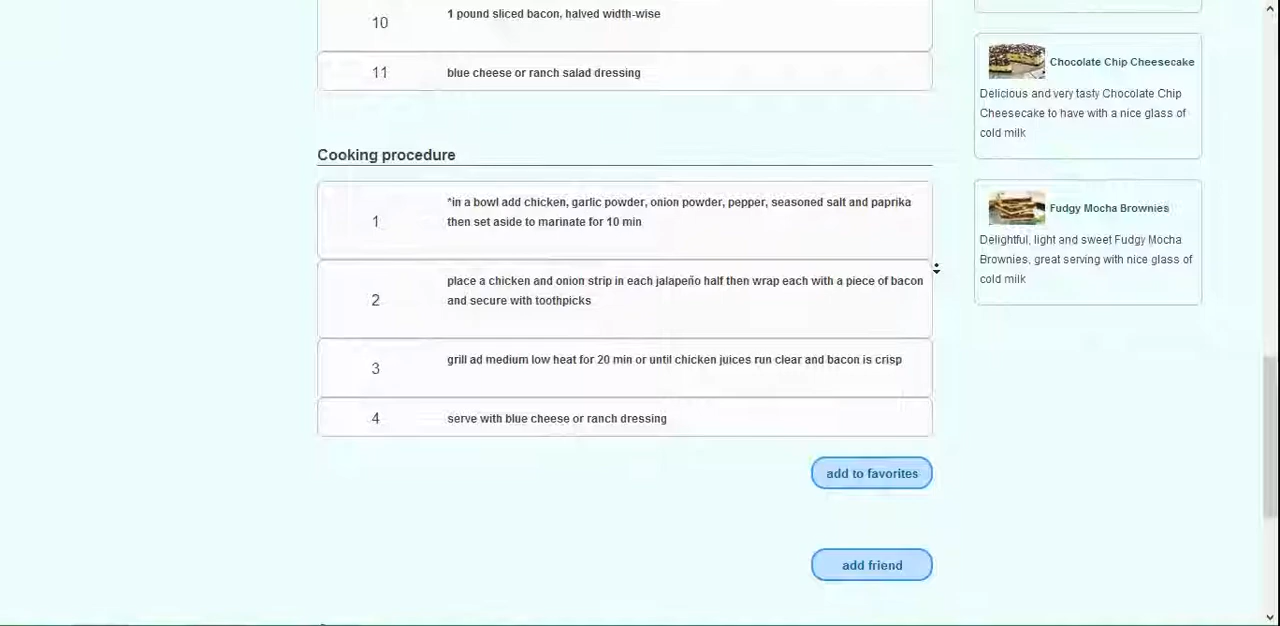 10
1 pound sliced bacon, halved width-wise
11
blue cheese or ranch salad dressing
Cooking procedure
1
*in a bowl add chicken, garlic powder, onion powder, pepper, seasoned salt and paprika
then set aside to marinate for 10 min
2
place a chicken and onion strip in each jalapeño half then wrap each with a piece of bacon
and secure with toothpicks
3
grill ad medium low heat for 20 min or until chicken juices run clear and bacon is crisp
4
serve with blue cheese or ranch dressing
add to favorites
add friend
Chocolate Chip Cheesecake
Delicious and very tasty Chocolate Chip
Cheesecake to have with a nice glass of
cold milk
Fudgy Mocha Brownies
Delightful, light and sweet Fudgy Mocha
Brownies, great serving with nice glass of
cold milk